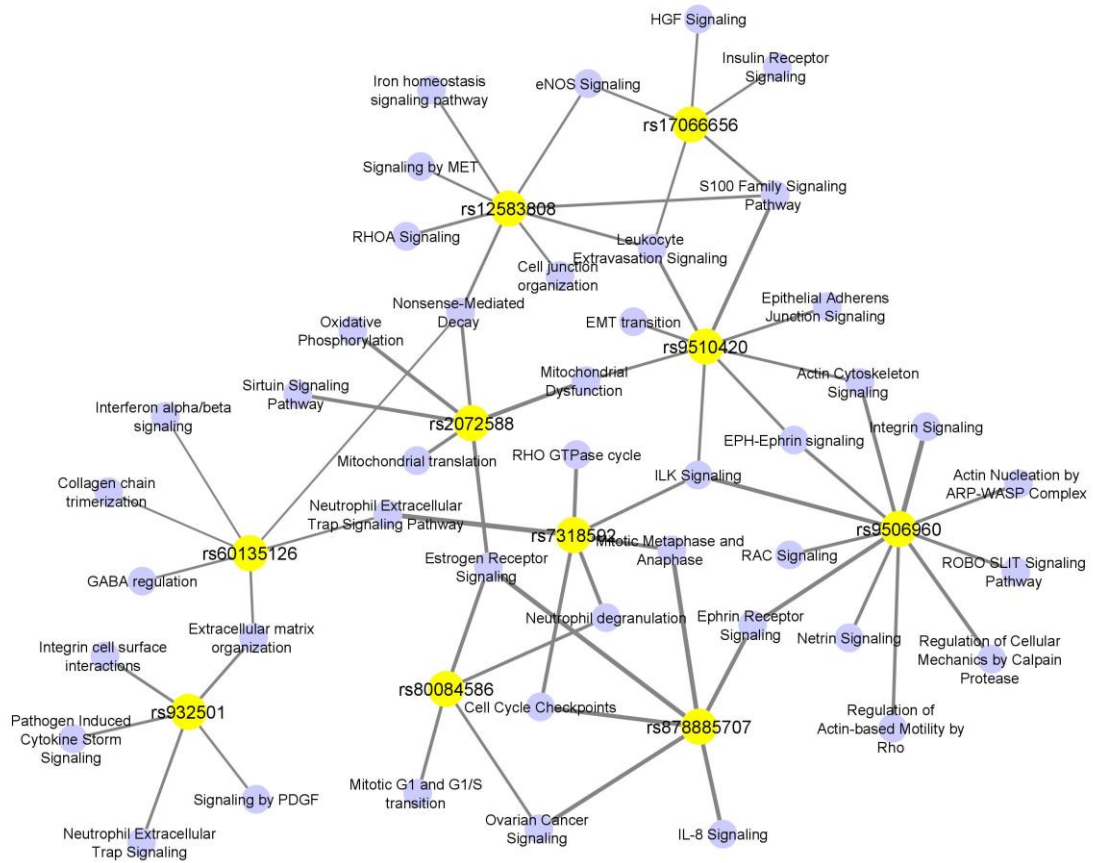 HGF Signaling
Insulin Receptor
Signaling
Iron homeostasis
signaling pathway
eNOS Signaling
rs17066656
Signaling by MET
S100 Family Signaling
Pathway
rs12583808
RHOA Signaling
Leukocyte
Extravasation Signaling
Cell junction
organization
Nonsense-Mediated
Decay
Epithelial Adherens
Junction Signaling
Oxidative
Phosphorylation
EMT transition
rs9510420
Mitochondrial
Dysfunction
Actin Cytoskeleton
Signaling
Sirtuin Signaling
Pathway
Interferon alpha/beta
signaling
rs2072588
Integrin Signaling
EPH-Ephrin signaling
Mitochondrial translation
RHO GTPase cycle
ILK Signaling
Actin Nucleation by
ARP-WASP Complex
Collagen chain
trimerization
Neutrophil Extracellular
Trap Signaling Pathway
rs9506960
rs7318502
Mitotic Metaphase and
Anaphase
rs60135126
RAC Signaling
ROBO SLIT Signaling
Pathway
Estrogen Receptor
Signaling
GABA regulation
Neutrophil degranulation
Ephrin Receptor
Signaling
Extracellular matrix
organization
Netrin Signaling
Regulation of Cellular
Mechanics by Calpain
Protease
Integrin cell surface
interactions
rs80084586
Cell Cycle Checkpoints
rs932501
rs878885707
Regulation of
Actin-based Motility by
Rho
Pathogen Induced
Cytokine Storm
Signaling
Mitotic G1 and G1/S
transition
Signaling by PDGF
Ovarian Cancer
Signaling
IL-8 Signaling
Neutrophil Extracellular
Trap Signaling